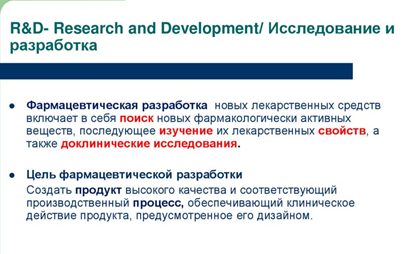 R&D- Research and Development/ Исследование и
разработка
● Фармацевтическая разработка новых лекарственных средств
включает в себя поиск новых фармакологически активных
веществ, последующее изучение их лекарственных свойств, а
также доклинические исследования.
● Цель фармацевтической разработки
Создать продукт высокого качества и соответствующий
производственный процесс, обеспечивающий клиническое
действие продукта, предусмотренное его дизайном.